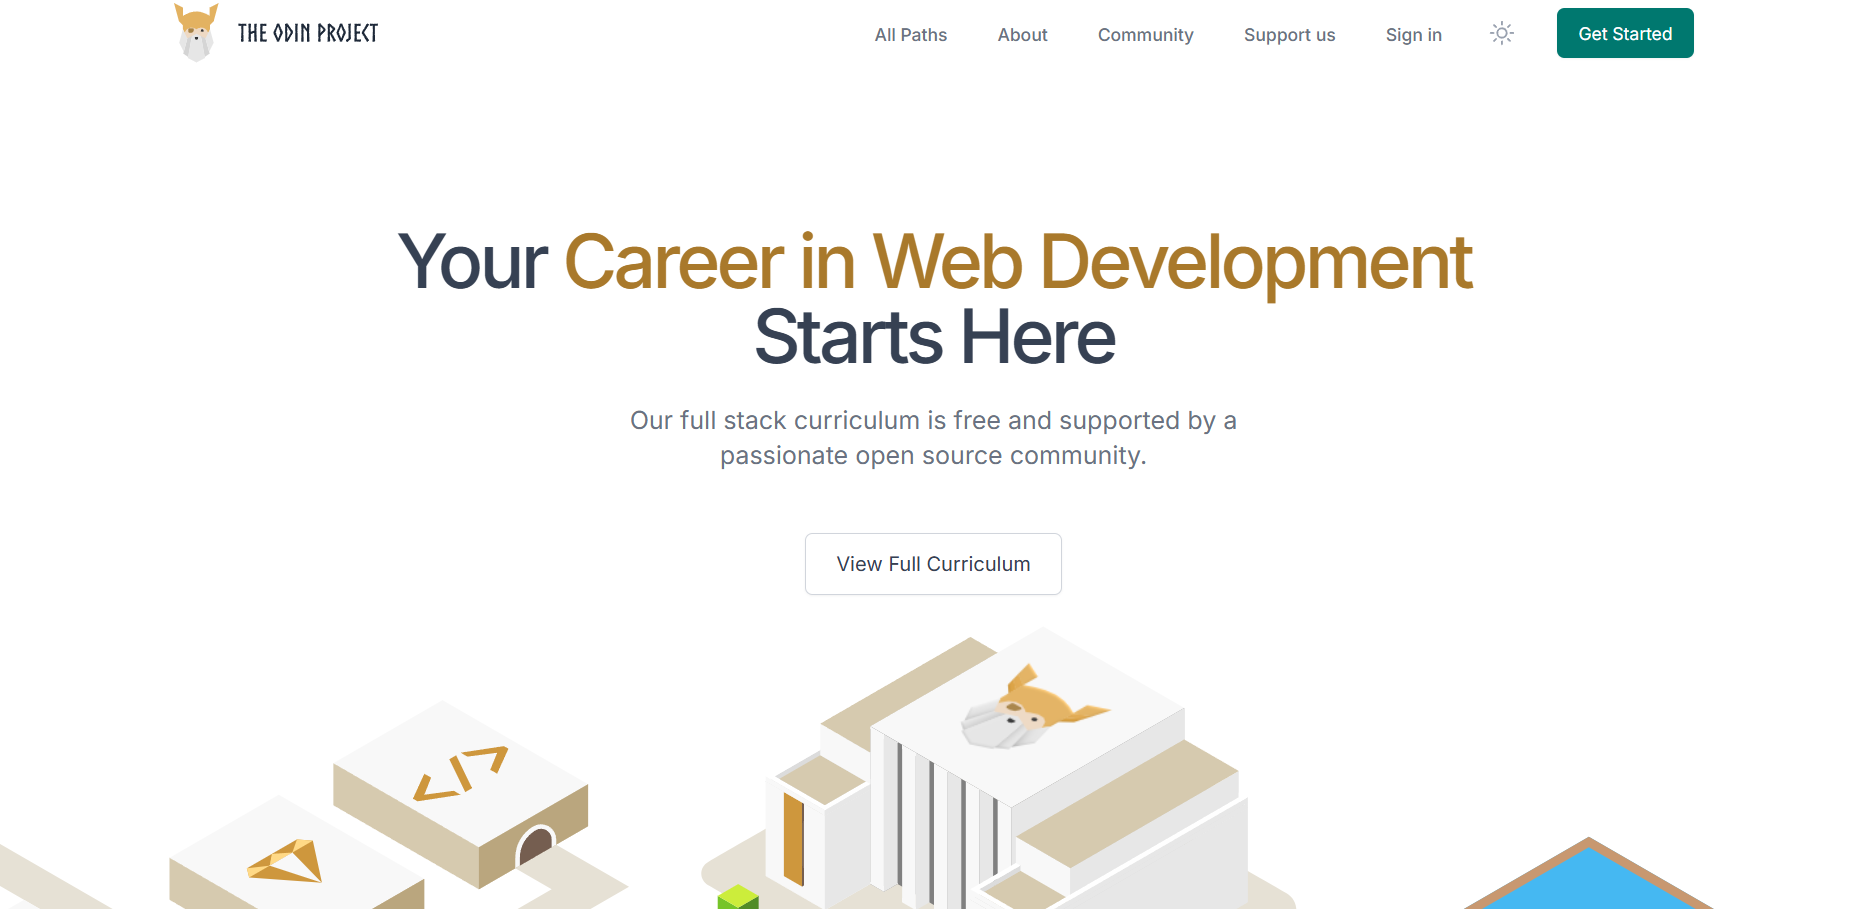 THE ODIN PROJECT
All Paths
About
Community
Support us
Sign in
Get Started
Your Career in Web Development
Starts Here
Our full stack curriculum is free and supported by a
passionate open source community.
View Full Curriculum
</>